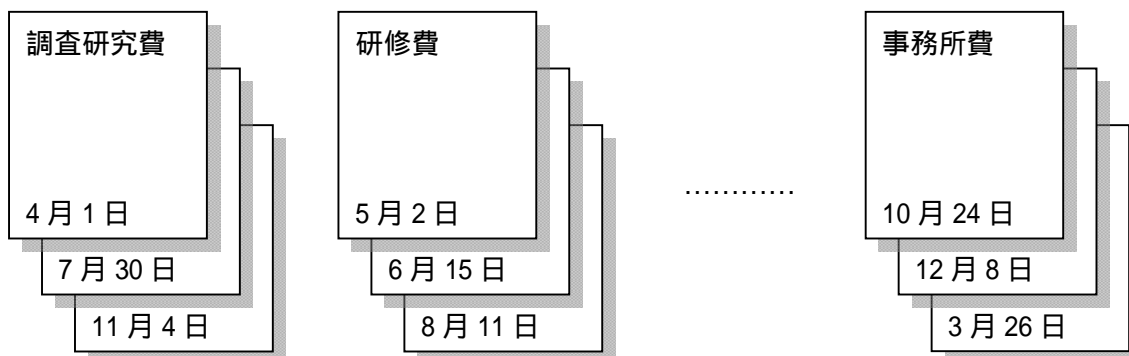 調査研究費
4月1日
7月30日
11月4日
研修費
5月2日
6月15日
8月11日
…………
事務所費
10月24日
12月8日
3月26日